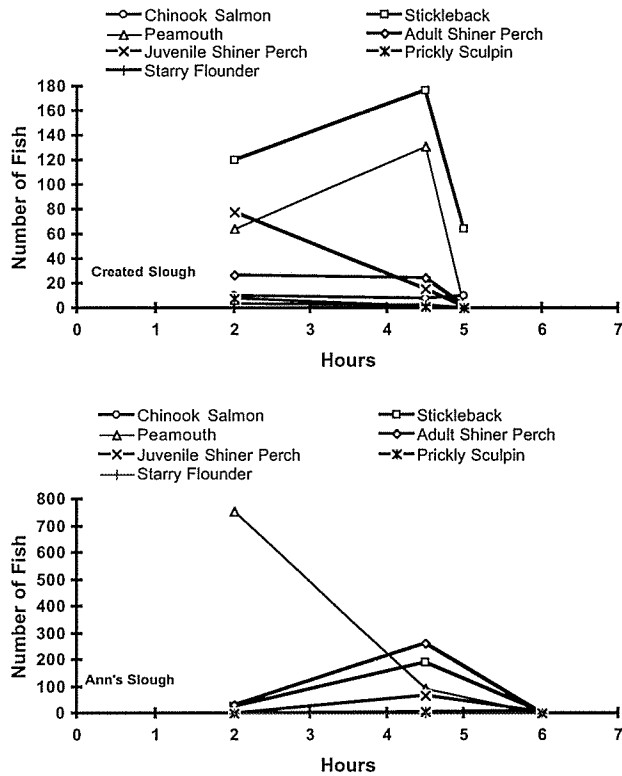 Chinook Salmon Stickleback
Peamouth Adult Shiner Perch
Juvenile Shiner Perch Prickly Sculpin
Starry Flounder
180
160
140
120
100
80
60
40
20
0
Number of Fish
Created Slough
0 1 2 3 4 5 6 7
Hours
Chinook Salmon Stickleback
Peamouth Adult Shiner Perch
Juvenile Shiner Perch Prickly Sculpin
Starry Flounder
800
700
600
500
400
300
200
100
0
Number of Fish
Ann's Slough
0 1 2 3 4 5 6 7
Hours